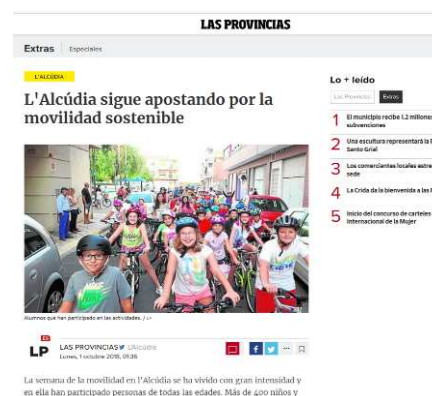 LAS PROVINCIAS
Extras
Especiales
L'ALCÚDIA
L'Alcúdia sigue apostando por la
movilidad sostenible
Alumnos que han participado en las actividades. / LP
LP
LAS PROVINCIAS L'Alcúdia
Lunes, 1 octubre 2018, 01:36
La semana de la movilidad en l'Alcúdia se ha vivido con gran intensidad y
en ella han participado personas de todas las edades. Más de 400 niños y
Lo + leído
Las Provincias
Extras
1 El municipio recibe 1,2 millones
subvenciones
2 Una escultura representará la
Santo Grial
3 Los comerciantes locales
sede
4 La Crida da la bienvenida a las
5 Inicio del concurso de carteles
Internacional de la Mujer